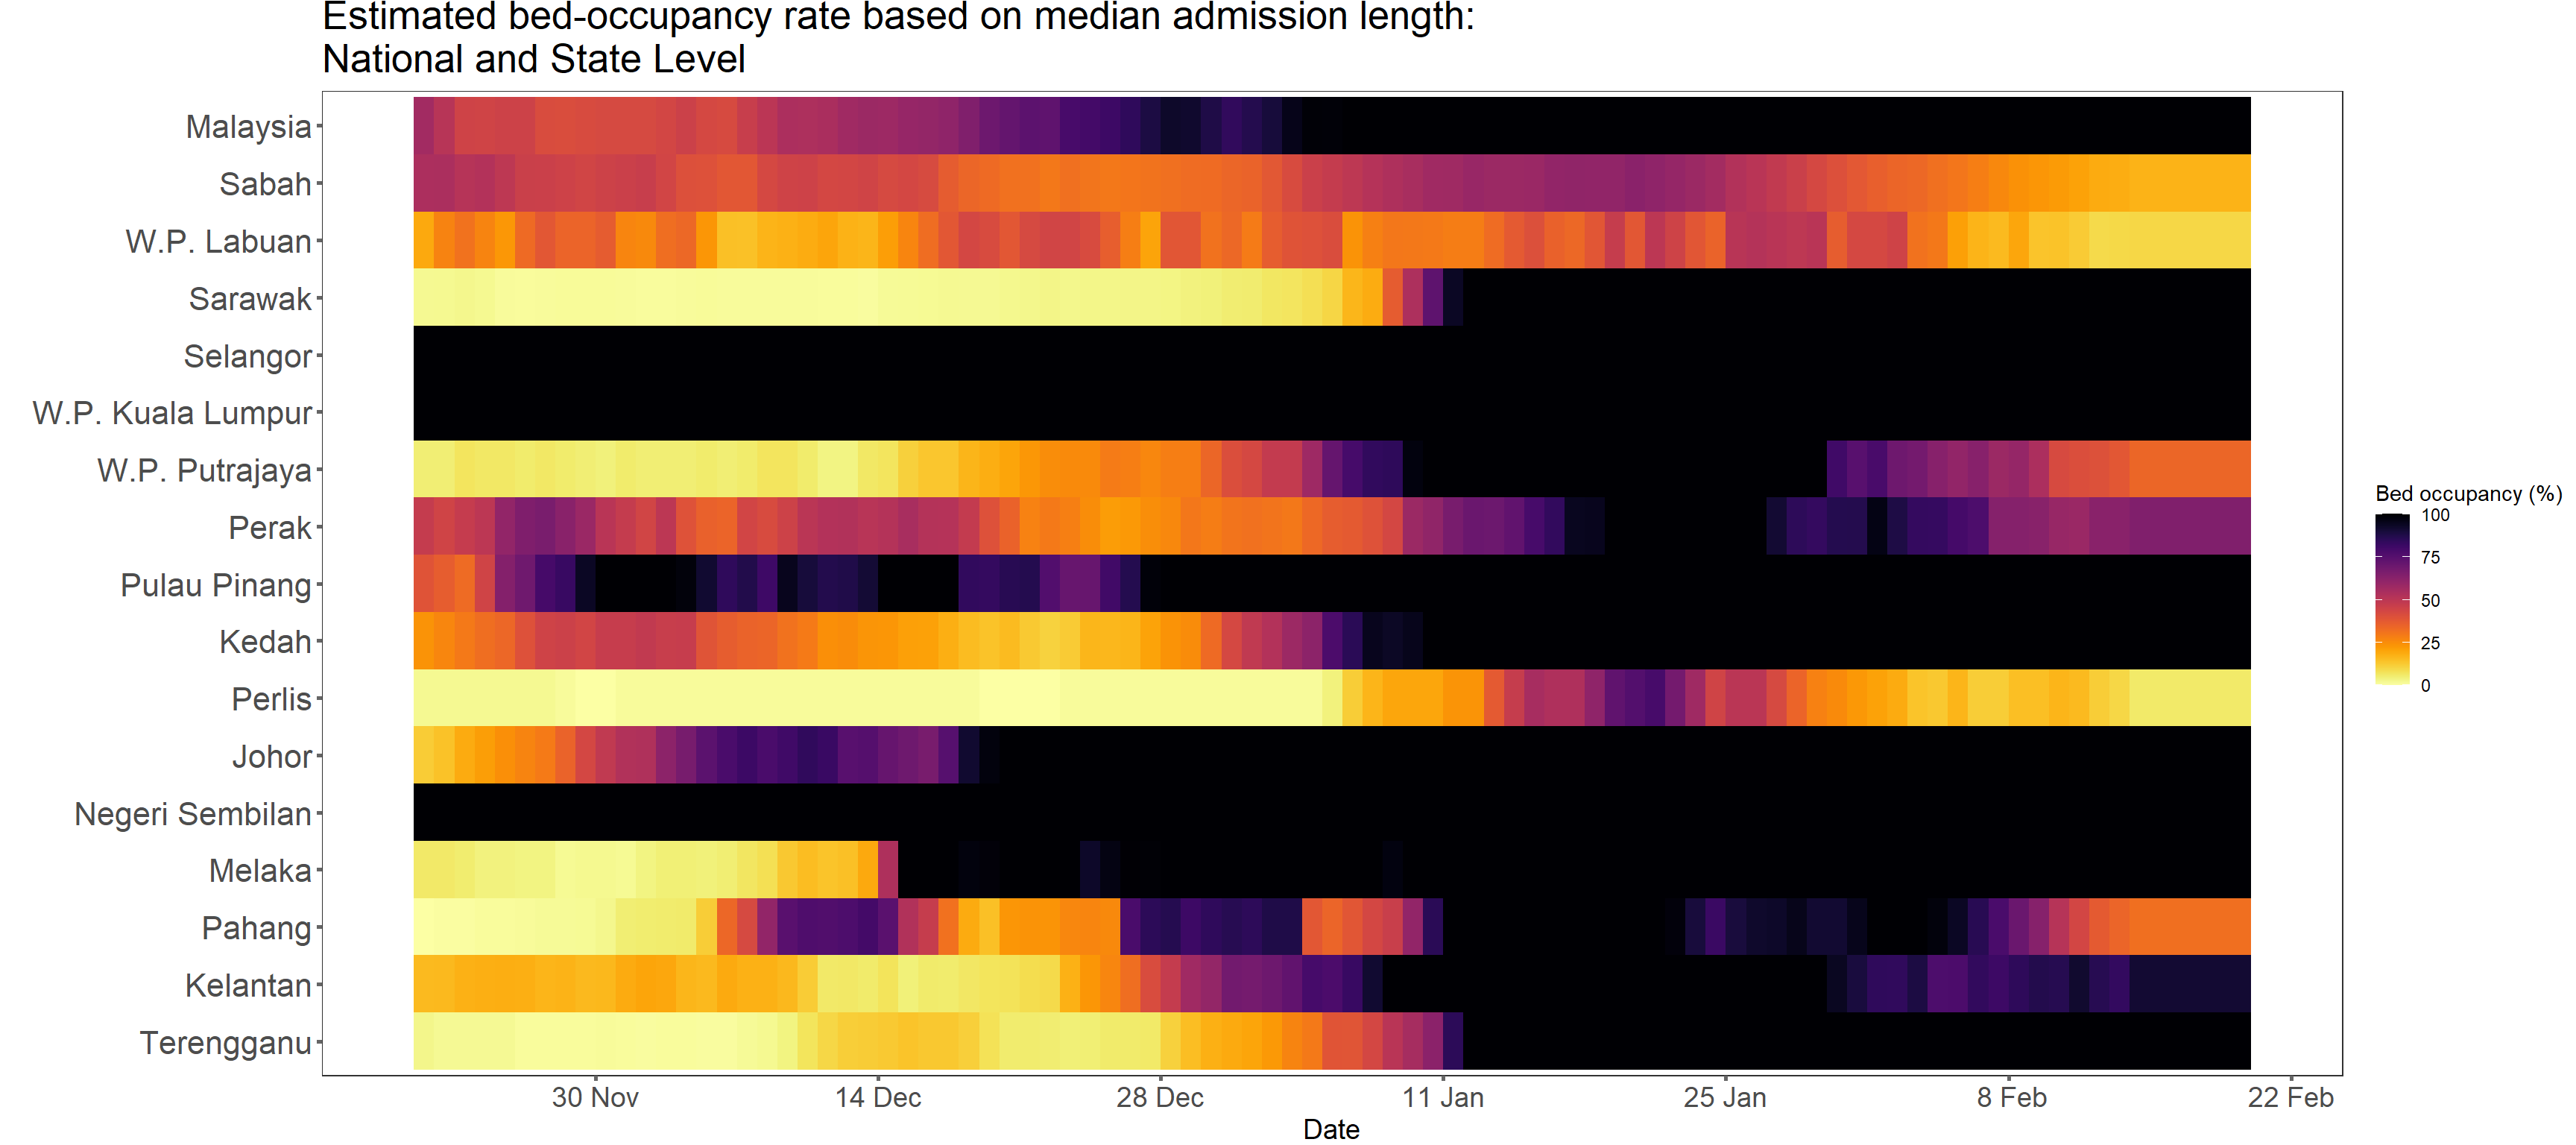 Estimated bed-occupancy rate based on median admission length:
National and State Level
Malaysia
Sabah
W.P. Labuan
Sarawak
Selangor
W.P. Kuala Lumpur
W.P. Putrajaya
Perak
Pulau Pinang
Kedah
Perlis
Johor
Negeri Sembilan
Melaka
Pahang
Kelantan
Terengganu
30 Nov
14 Dec
28 Dec
11 Jan
25 Jan
8 Feb
22 Feb
Date
Bed occupancy (%)
100
75
50
25
0